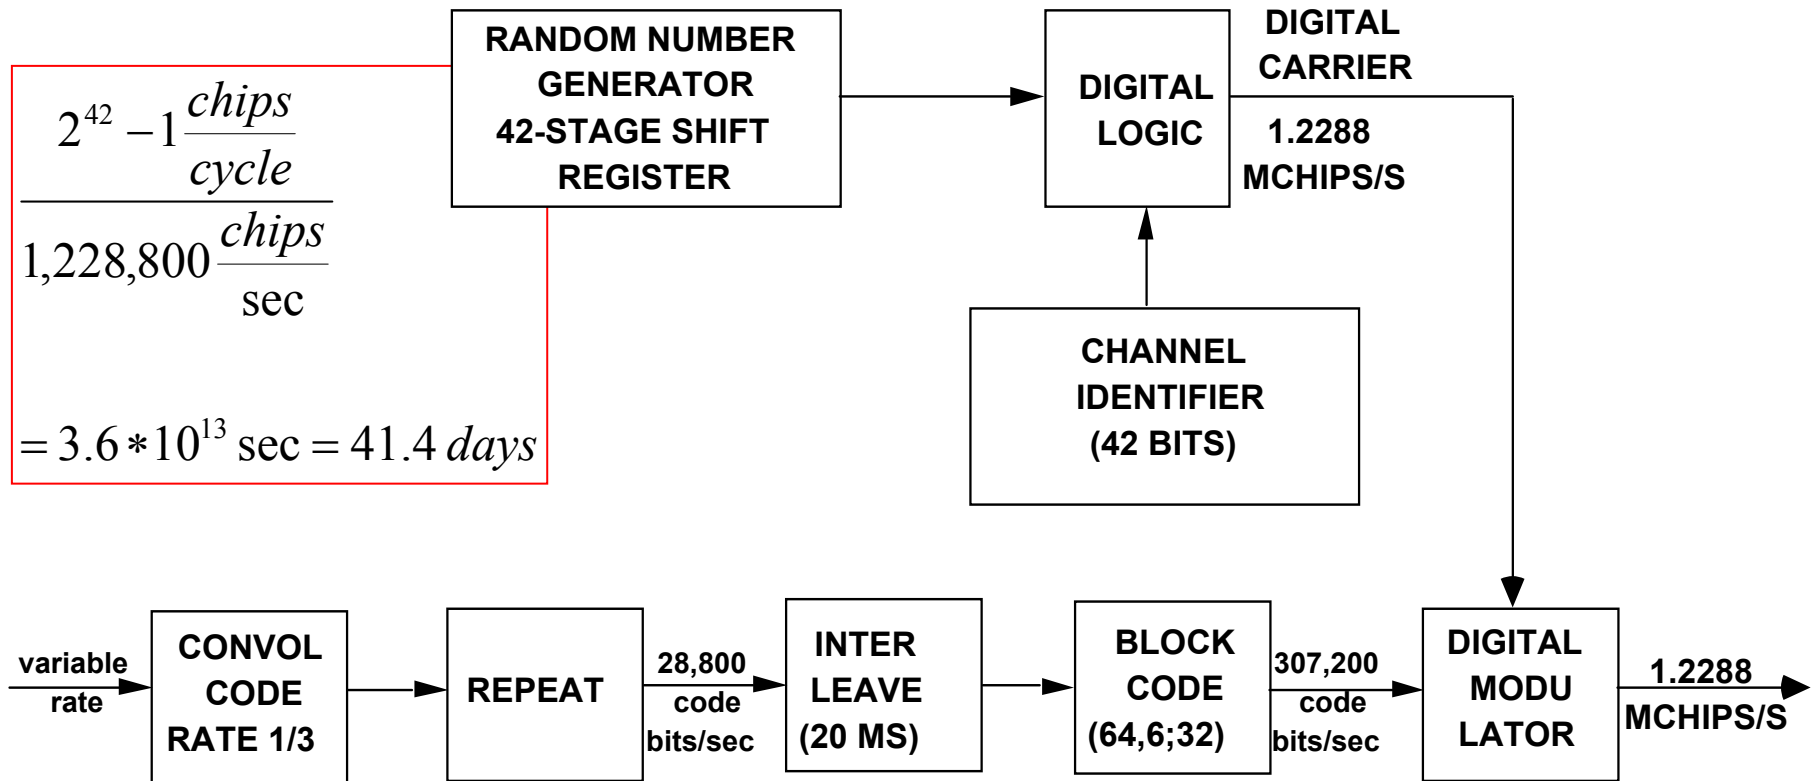 RANDOM NUMBER
GENERATOR
42-STAGE SHIFT
REGISTER
DIGITAL
LOGIC
DIGITAL
CARRIER
1.2288
MCHIPS/S
2^42 − 1 chips
cycle
1,228,800 chips
sec
= 3.6 * 10^13 sec = 41.4 days
CHANNEL
IDENTIFIER
(42 BITS)
variable
rate
CONVOL
CODE
RATE 1/3
REPEAT
28,800
code
bits/sec
INTER
LEAVE
(20 MS)
BLOCK
CODE
(64,6;32)
307,200
code
bits/sec
DIGITAL
MODU
LATOR
1.2288
MCHIPS/S